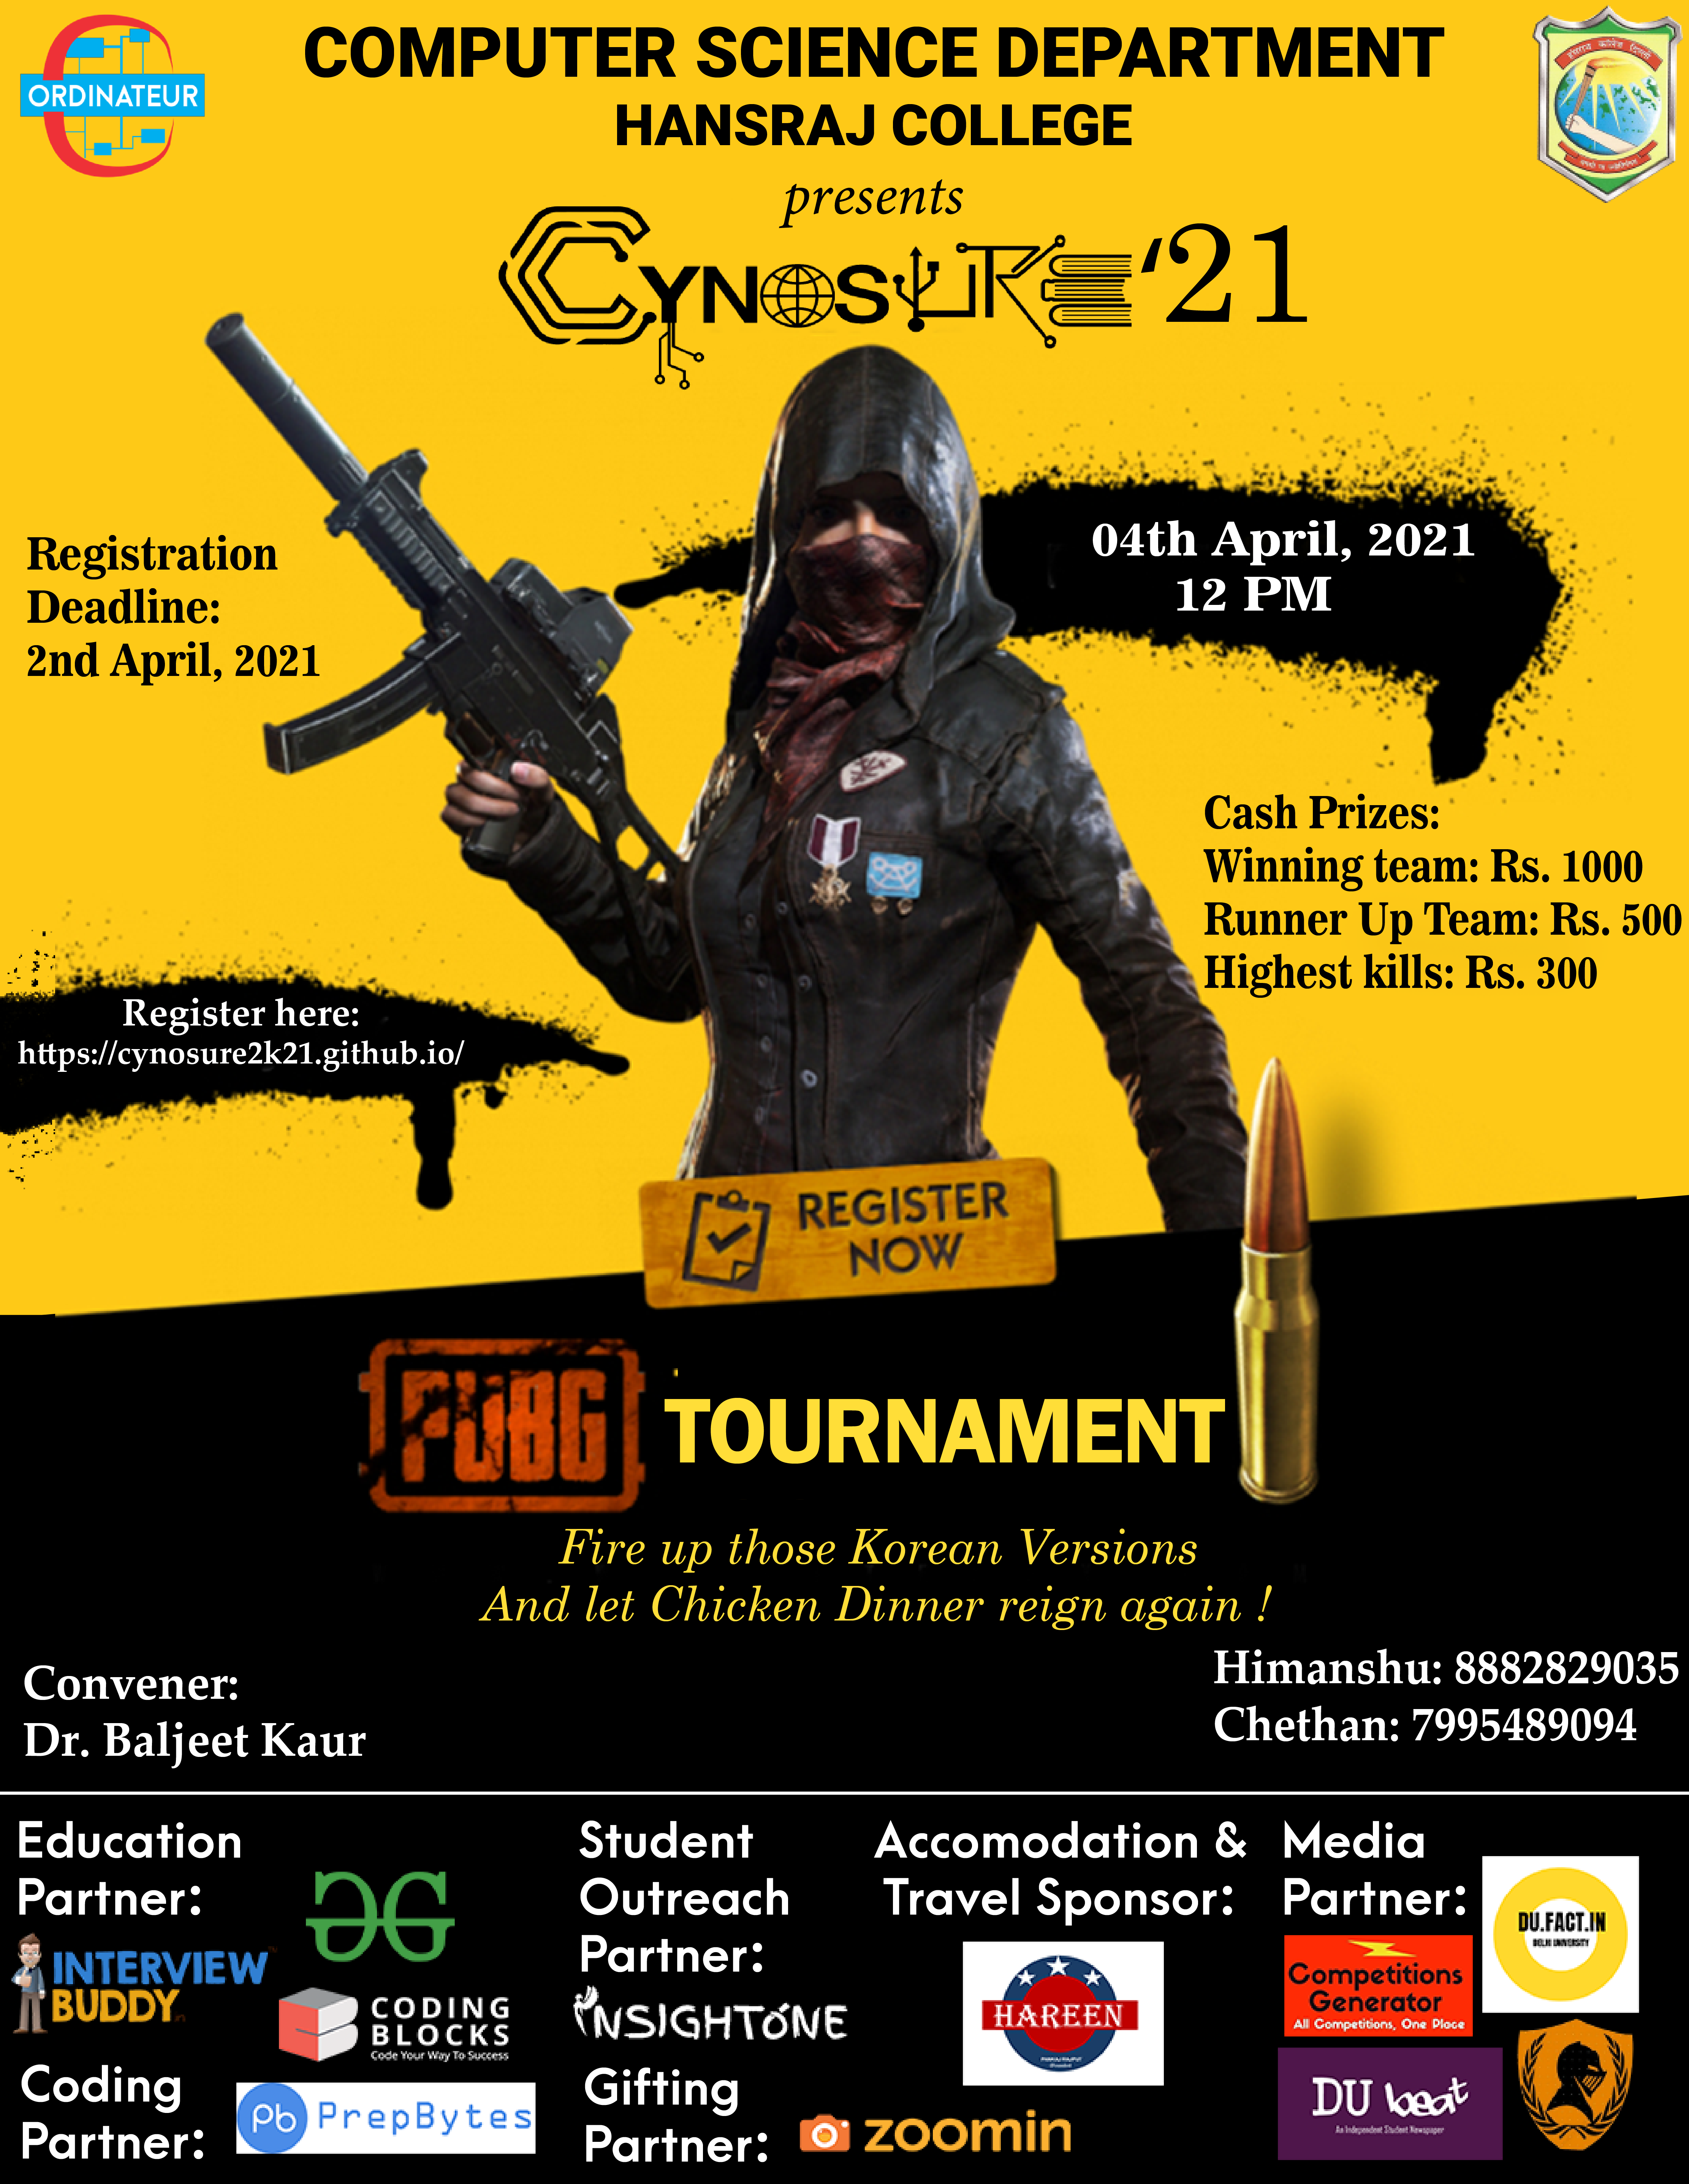 ORDINATEUR
COMPUTER SCIENCE DEPARTMENT
HANSRAJ COLLEGE
हंसराज कॉलेज दिल्ली
presents
CYNOSURE '21
04th April, 2021
12 PM
Registration
Deadline:
2nd April, 2021
Cash Prizes:
Winning team: Rs. 1000
Runner Up Team: Rs. 500
Highest kills: Rs. 300
Register here:
https://cynosure2k21.github.io/
REGISTER
NOW
PUBG TOURNAMENT
Fire up those Korean Versions
And let Chicken Dinner reign again !
Convener:
Dr. Baljeet Kaur
Himanshu: 8882829035
Chethan: 7995489094
Education
Partner:
INTERVIEW
BUDDY.in
CODING
BLOCKS
Code Your Way To Success
Coding
Partner:
Pb PrepBytes
Student
Outreach
Partner:
INSIGHTONE
Gifting
Partner:
zoomin
Accomodation &
Travel Sponsor:
HAREEN
Media
Partner:
DU.FACT.IN
DELHI UNIVERSITY
Competitions
Generator
All Competitions, One Place
DU beat
An Independent Student Newspaper